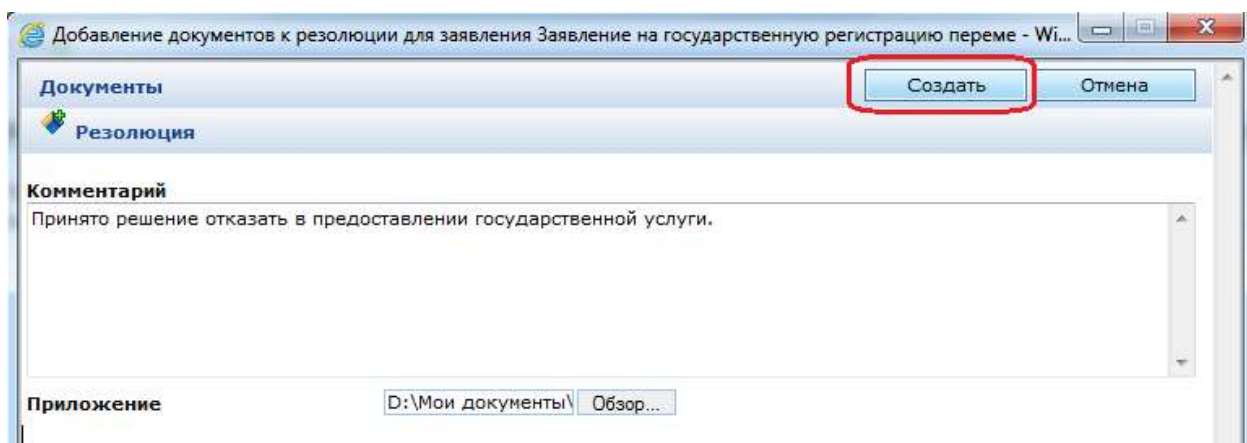 Добавление документов к резолюции для заявления Заявление на государственную регистрацию переме - Wi...
Документы
Создать
Отмена
Резолюция
Комментарий
Принято решение отказать в предоставлении государственной услуги.
Приложение
D:\Мои документы\
Обзор...